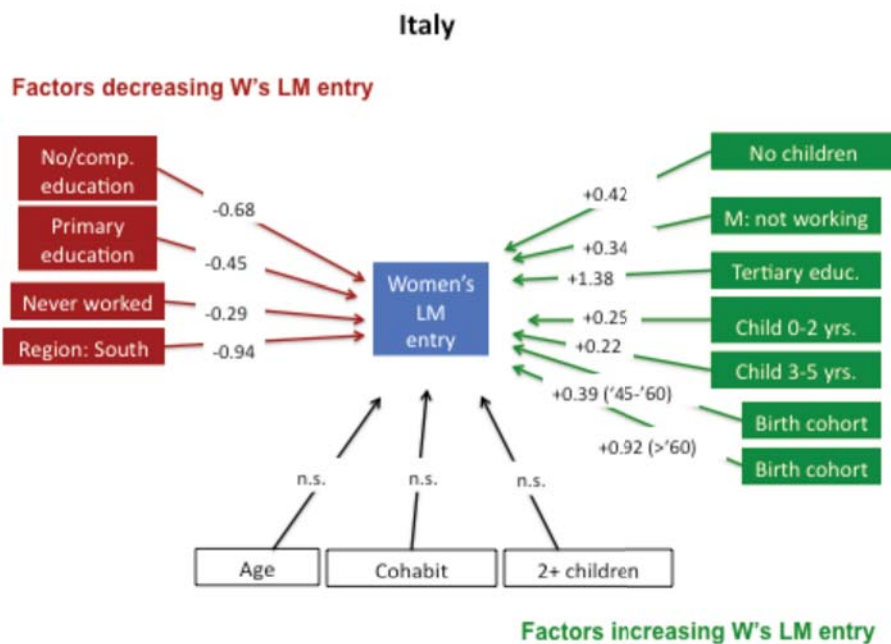 Italy
Factors decreasing W's LM entry
No/comp.
education
Primary
education
Never worked
Region: South
-0.68
-0.45
-0.29
-0.94
Women's
LM
entry
+0.42
+0.34
+1.38
+0.25
+0.22
+0.39 ('45-'60)
+0.92 (>'60)
No children
M: not working
Tertiary educ.
Child 0-2 yrs.
Child 3-5 yrs.
Birth cohort
Birth cohort
n.s.
n.s.
n.s.
Age
Cohabit
2+ children
Factors increasing W's LM entry